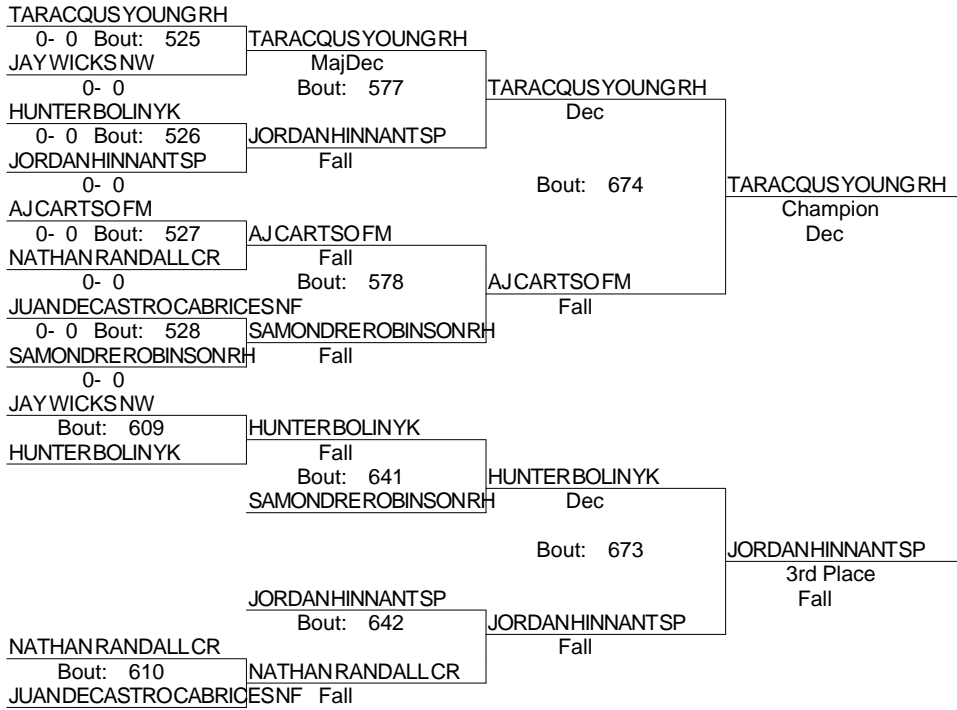 TARACQUS YOUNG RH
0- 0 Bout: 525 TARACQUS YOUNG RH
JAY WICKS NW MajDec
0- 0 Bout: 577 TARACQUS YOUNG RH
HUNTER BOLIN YK Dec
0- 0 Bout: 526 JORDAN HINNANT SP
JORDAN HINNANT SP Fall
0- 0 Bout: 674 TARACQUS YOUNG RH
AJ CARTSO FM Champion
0- 0 Bout: 527 AJ CARTSO FM Dec
NATHAN RANDALL CR Fall
0- 0 Bout: 578 AJ CARTSO FM
JUAN DECASTRO CABRICES NF Fall
0- 0 Bout: 528 SAMONDRE ROBINSON RH
SAMONDRE ROBINSON RH Fall
0- 0
JAY WICKS NW
Bout: 609 HUNTER BOLIN YK
HUNTER BOLIN YK Fall
Bout: 641 HUNTER BOLIN YK
SAMONDRE ROBINSON RH Dec
Bout: 673 JORDAN HINNANT SP
3rd Place
JORDAN HINNANT SP Fall
Bout: 642 JORDAN HINNANT SP
NATHAN RANDALL CR Fall
Bout: 610 NATHAN RANDALL CR
JUAN DECASTRO CABRICES NF Fall